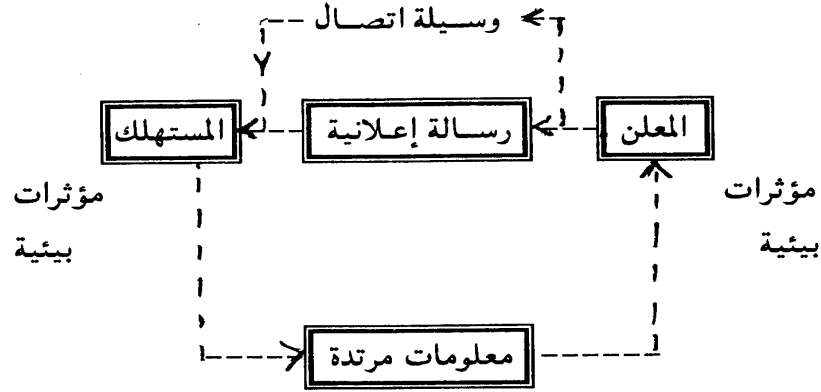 وسيلة اتصال
المعلن
رسالة إعلانية
المستهلك
مؤثرات
بيئية
مؤثرات
بيئية
معلومات مرتدة